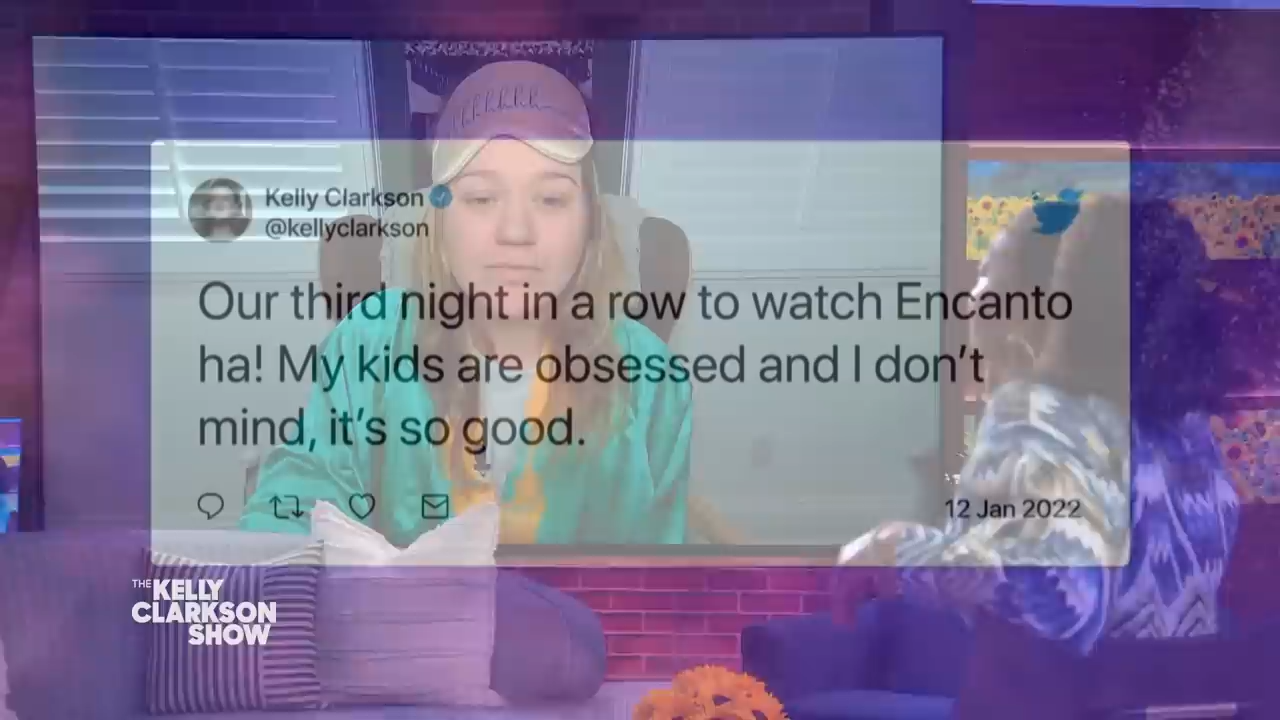 Kelly Clarkson
@kellyclarkson
Our third night in a row to watch Encanto
ha! My kids are obsessed and I don't
mind, it's so good.
12 Jan 2022
THE KELLY
CLARKSON
SHOW